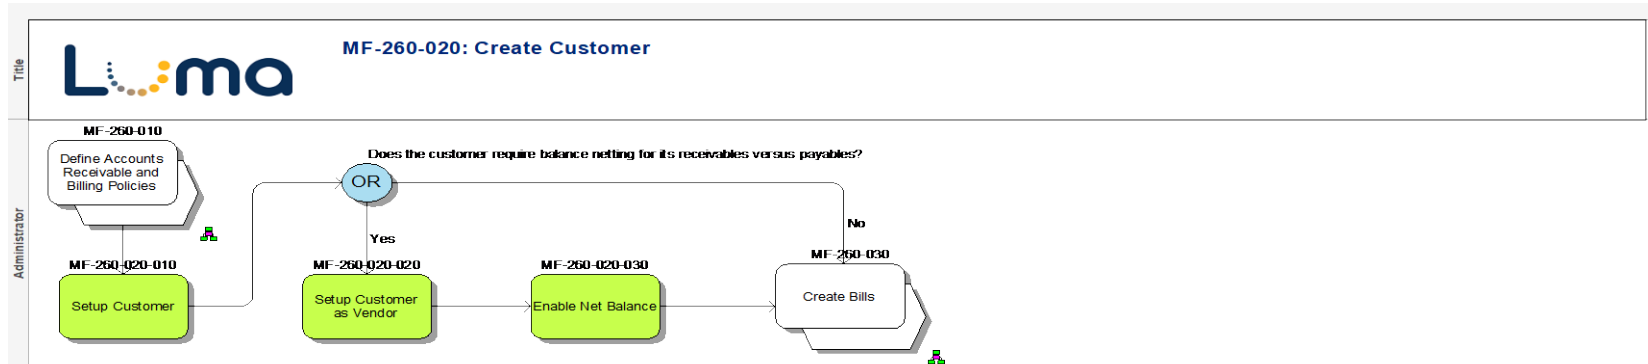 Title
Luma
MF-260-020: Create Customer
Administrator
MF-260-010
Define Accounts
Receivable and
Billing Policies
Does the customer require balance netting for its receivables versus payables?
OR
Yes
No
MF-260-020-010
Setup Customer
MF-260-020-020
Setup Customer
as Vendor
MF-260-020-030
Enable Net Balance
MF-260-030
Create Bills